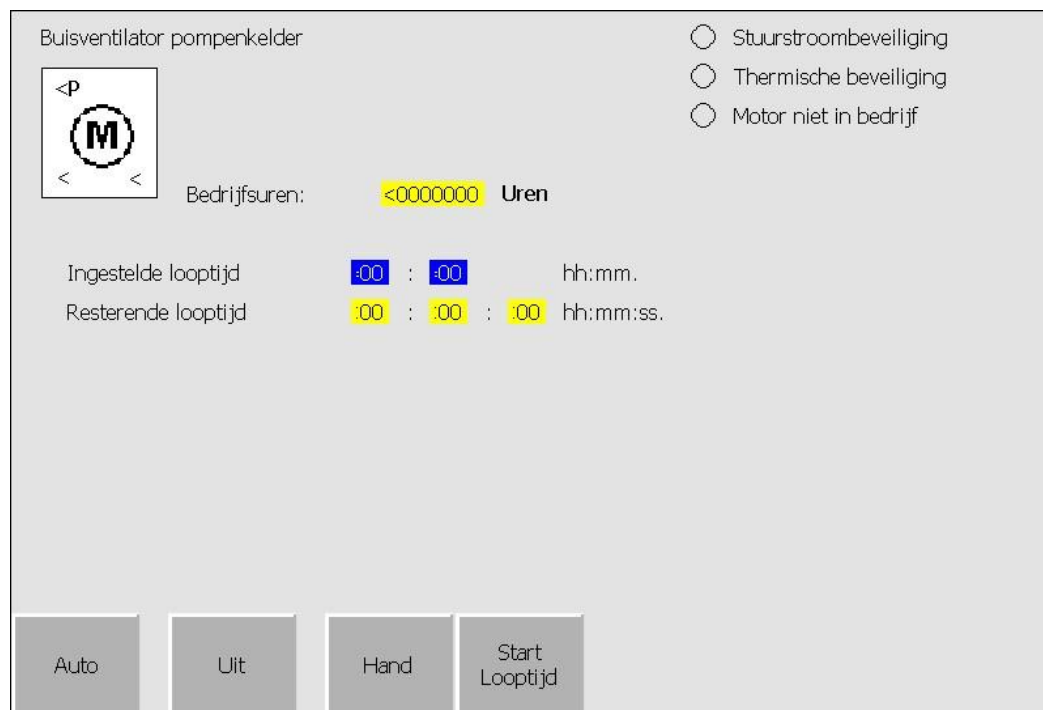 Buisventilator pompenkelder
Stuurstroombeveiliging
<P
Thermische beveiliging
M
Motor niet in bedrijf
< <
Bedrijfsuren: <0000000 Uren
Ingestelde looptijd :00 : :00 hh:mm.
Resterende looptijd :00 : :00 : :00 hh:mm:ss.
Auto
Uit
Hand
Start
Looptijd